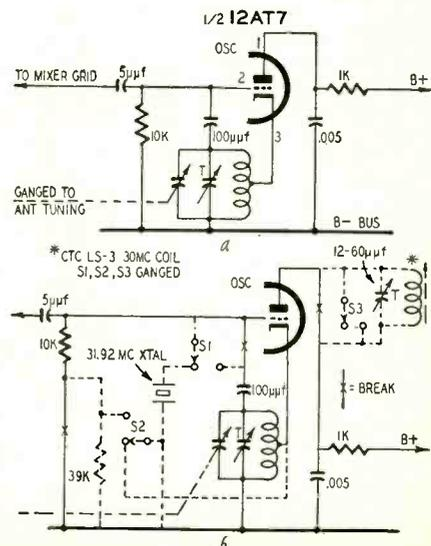 1/2 12AT7
OSC
1
TO MIXER GRID
5µµf
2
1K
B+
10K
100µµf
3
.005
T
GANGED TO
ANT TUNING
B- BUS
a
*CTC LS-3 30MC COIL
S1, S2, S3 GANGED
12-60µµf
*
OSC
5µµf
S3
T
10K
31.92 MC XTAL
S1
X = BREAK
100µµf
S2
T
1K
B+
39K
.005
b